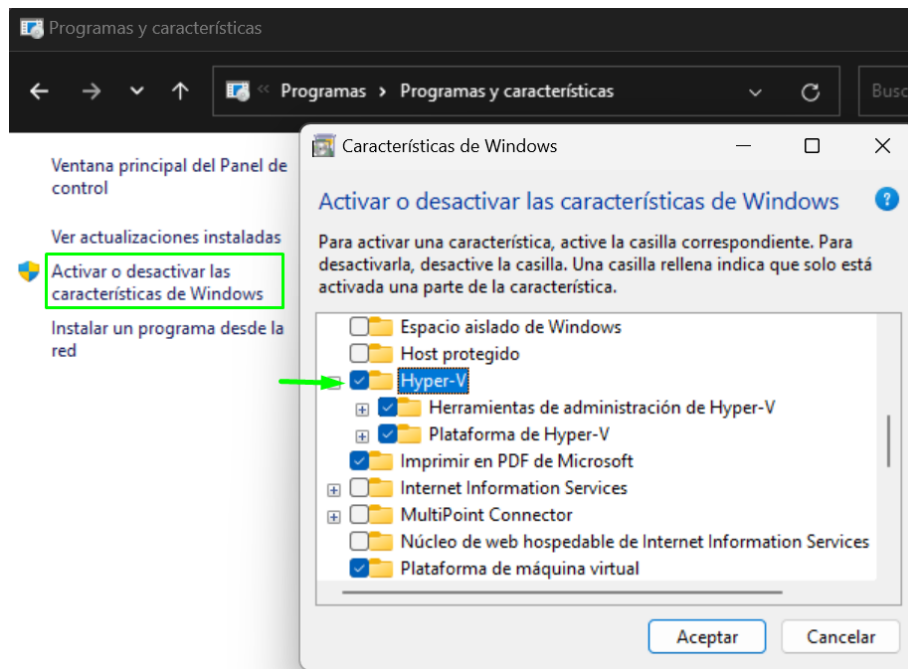 Programas y características
Programas > Programas y características
Busc
Ventana principal del Panel de
control
Ver actualizaciones instaladas
Activar o desactivar las
características de Windows
Instalar un programa desde la
red
Características de Windows
Activar o desactivar las características de Windows
Para activar una característica, active la casilla correspondiente. Para
desactivarla, desactive la casilla. Una casilla rellena indica que solo está
activada una parte de la característica.
Espacio aislado de Windows
Host protegido
Hyper-V
Herramientas de administración de Hyper-V
Plataforma de Hyper-V
Imprimir en PDF de Microsoft
Internet Information Services
MultiPoint Connector
Núcleo de web hospedable de Internet Information Services
Plataforma de máquina virtual
Aceptar
Cancelar